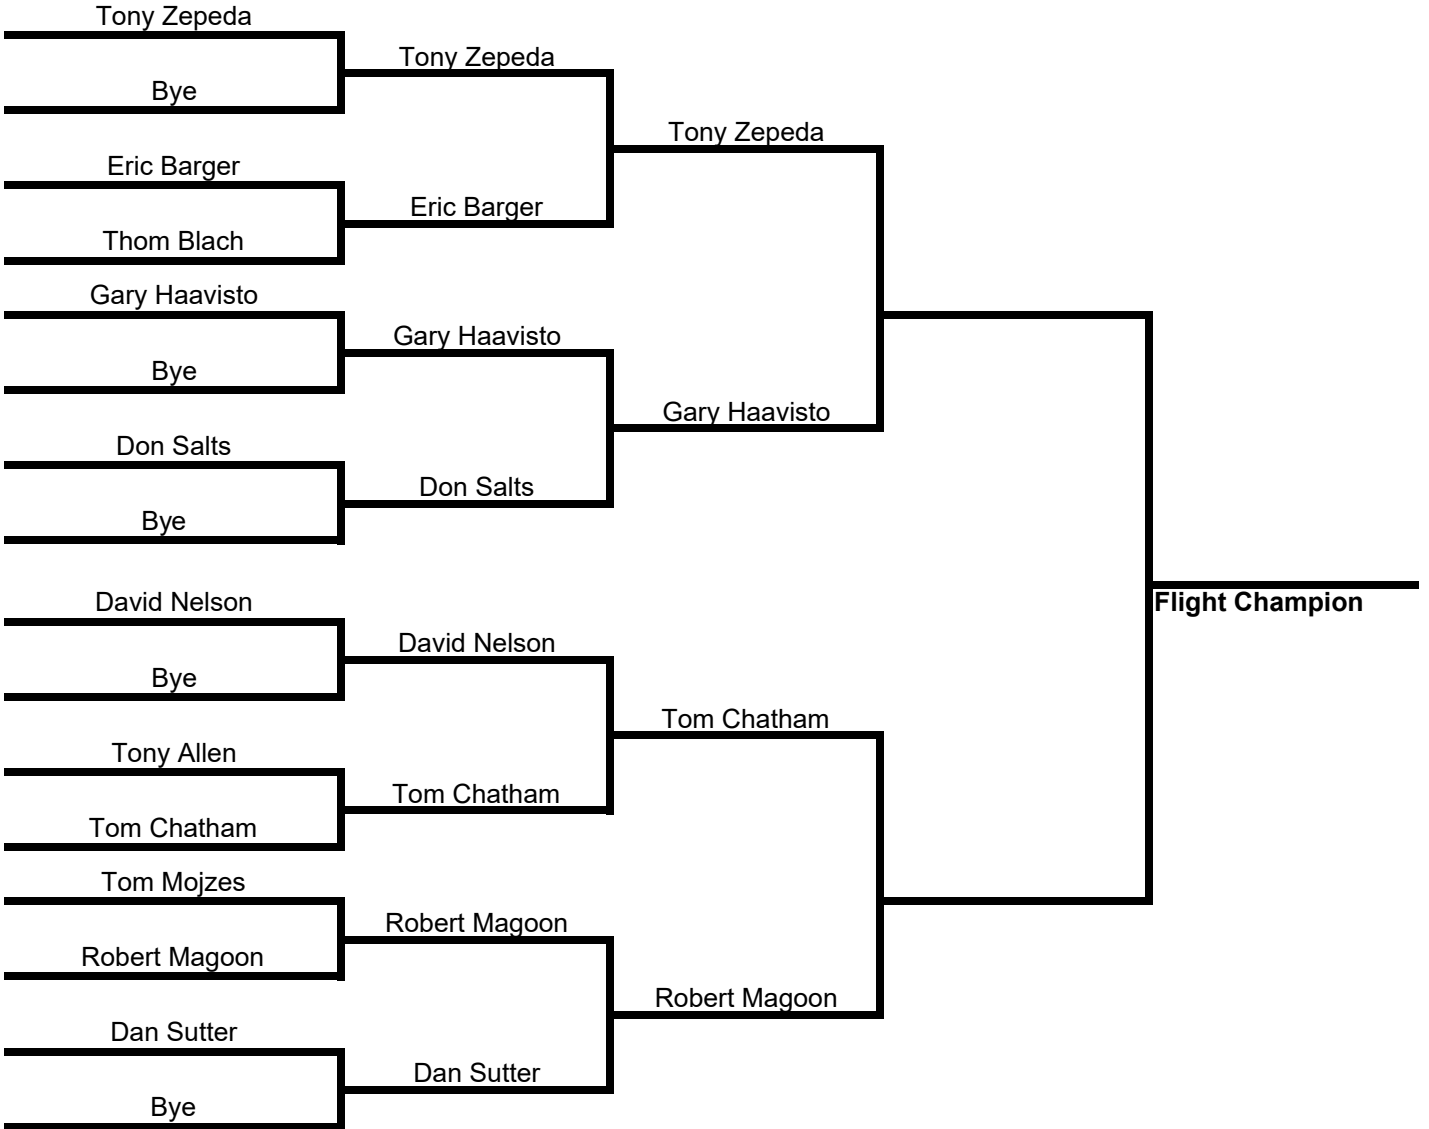 Tony Zepeda
Tony Zepeda
Bye
Tony Zepeda
Eric Barger
Eric Barger
Thom Blach
Gary Haavisto
Gary Haavisto
Bye
Gary Haavisto
Don Salts
Don Salts
Bye
David Nelson
Flight Champion
David Nelson
Bye
Tom Chatham
Tony Allen
Tom Chatham
Tom Chatham
Tom Mojzes
Robert Magoon
Robert Magoon
Robert Magoon
Dan Sutter
Dan Sutter
Bye